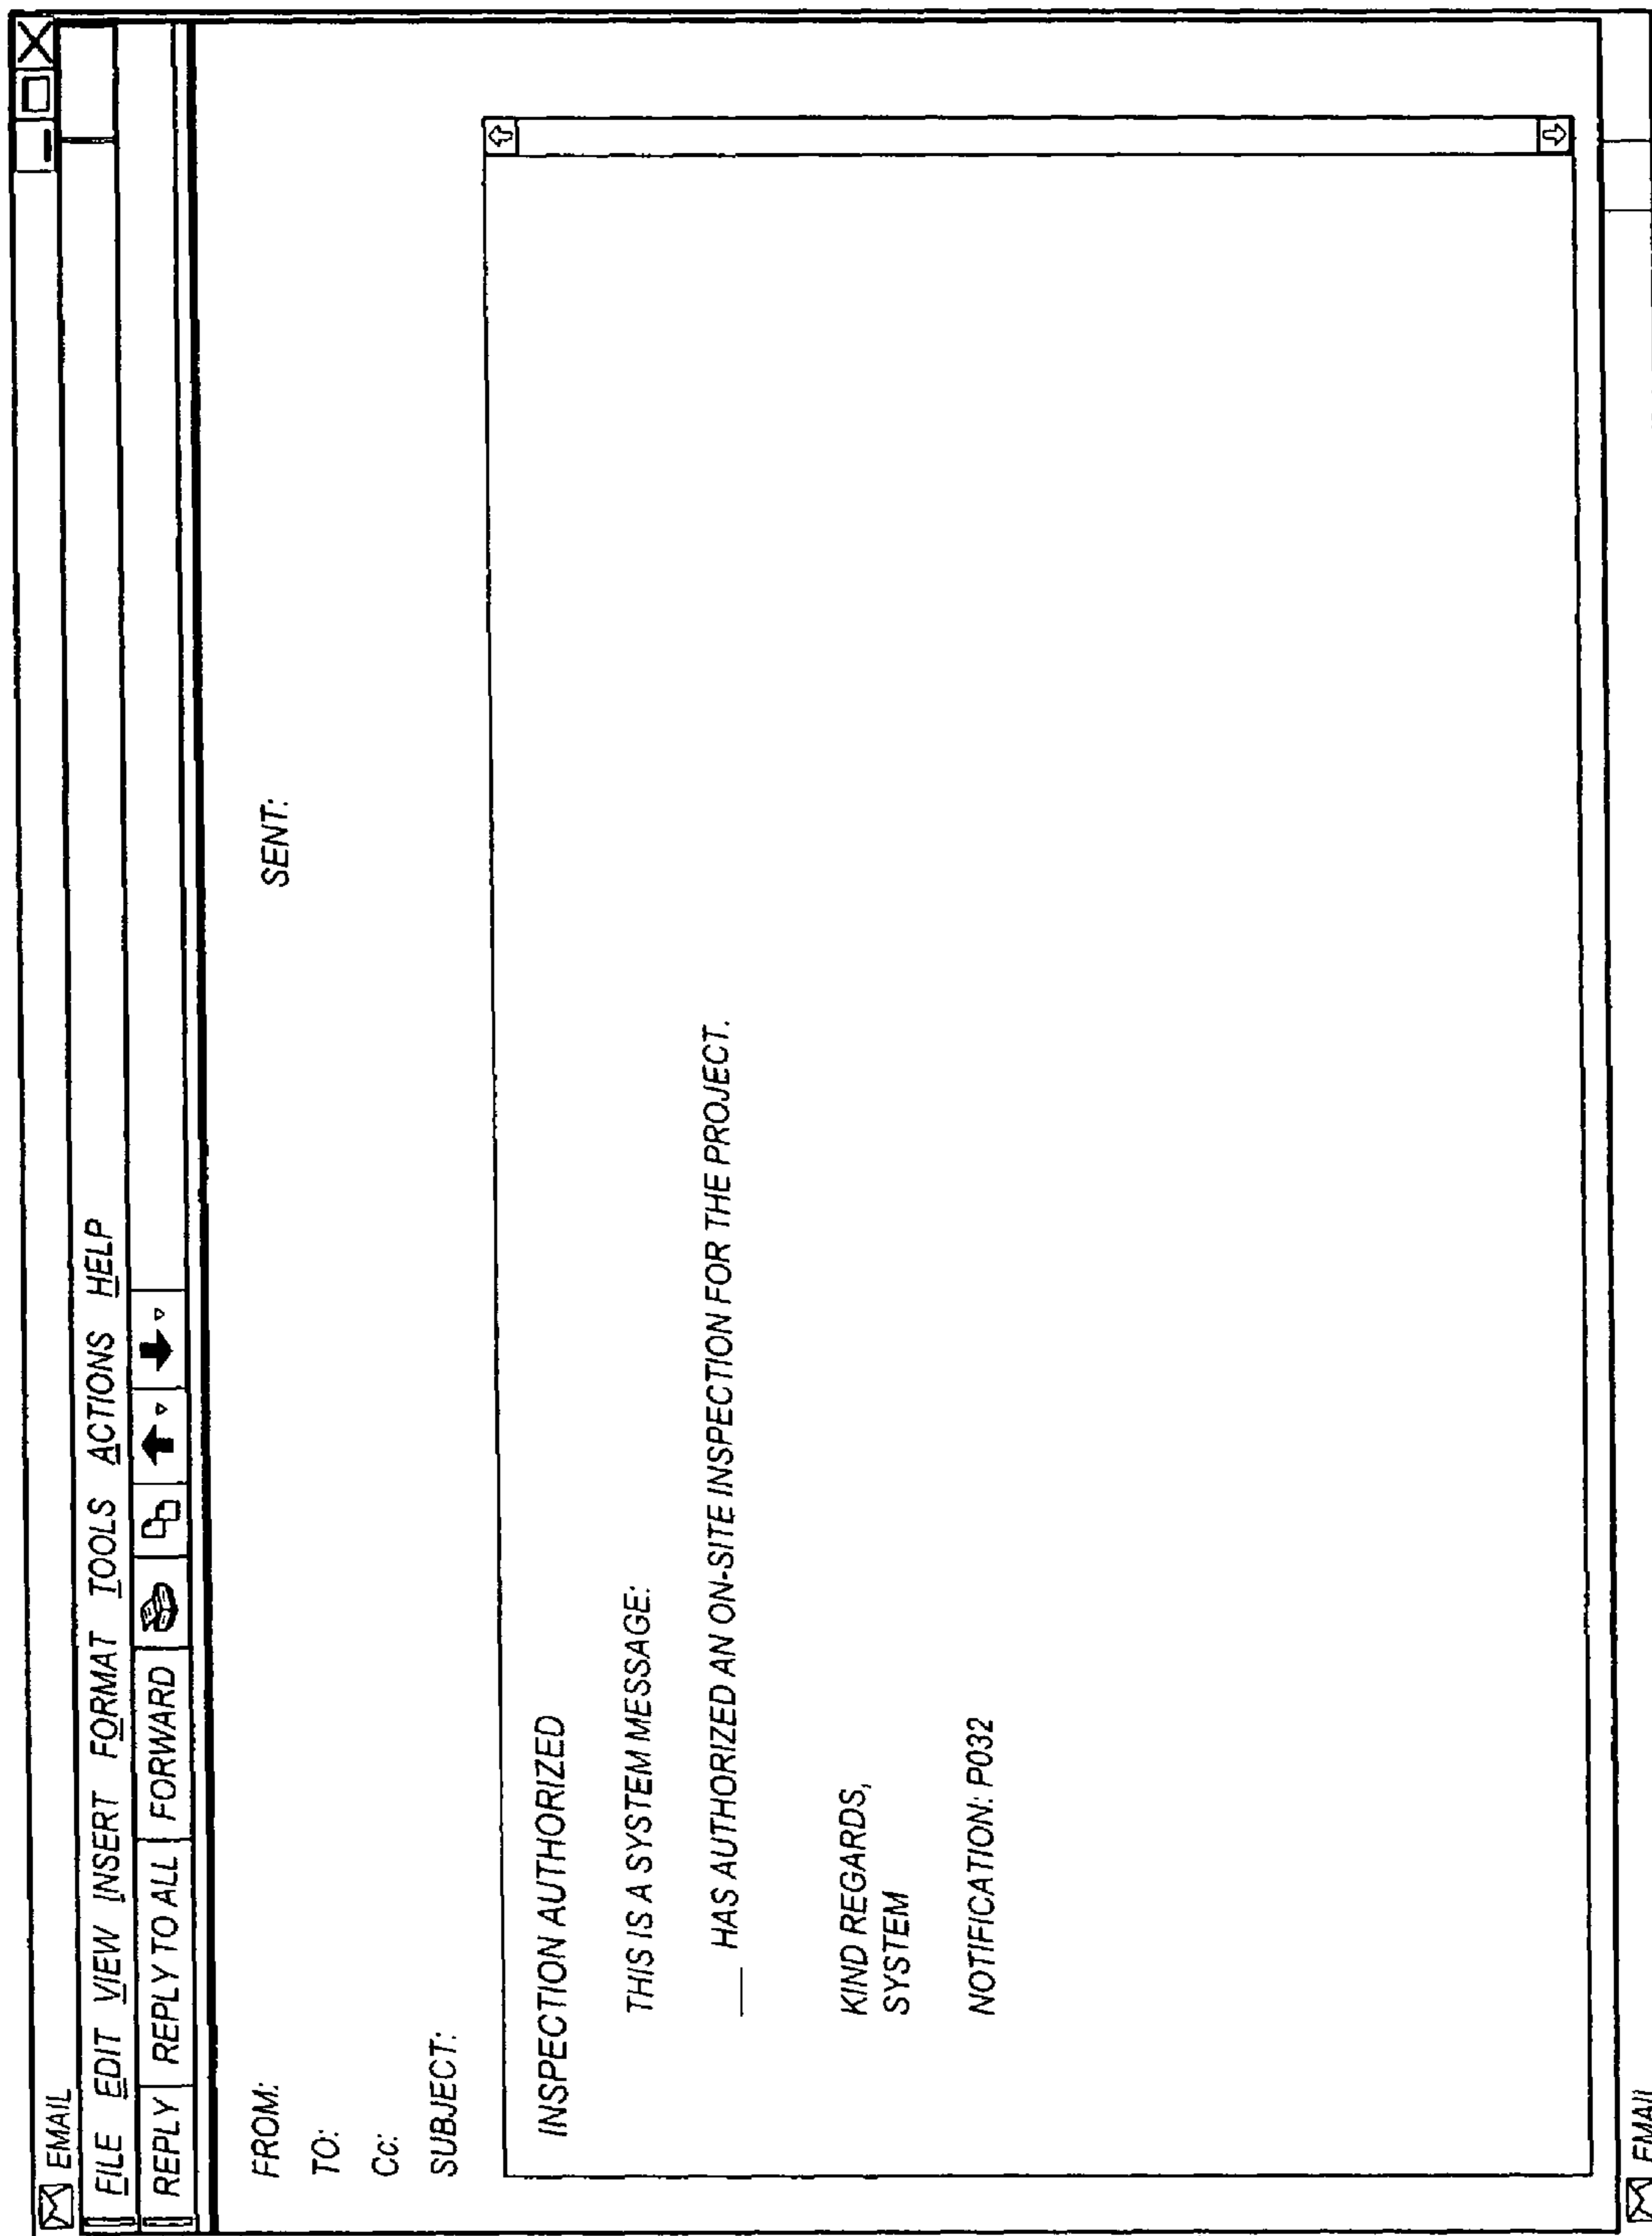 EMAIL
FILE EDIT VIEW INSERT FORMAT TOOLS ACTIONS HELP
REPLY REPLY TO ALL FORWARD
FROM: SENT:
TO:
Cc:
SUBJECT:
INSPECTION AUTHORIZED
THIS IS A SYSTEM MESSAGE:
___ HAS AUTHORIZED AN ON-SITE INSPECTION FOR THE PROJECT.
KIND REGARDS,
SYSTEM
NOTIFICATION: P032
EMAIL